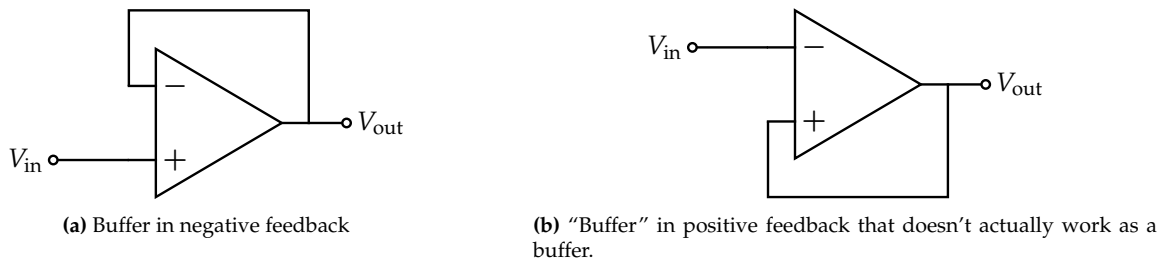 V_in
−
+
V_out
(a) Buffer in negative feedback
V_in
−
+
V_out
(b) “Buffer” in positive feedback that doesn’t actually work as a
buffer.